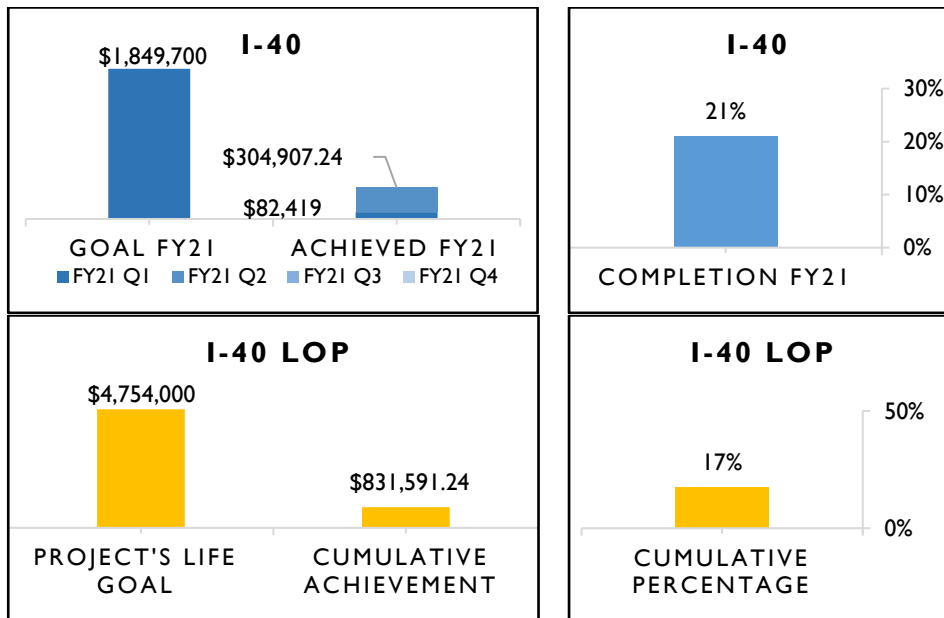 I-40
$1,849,700
$304,907.24
$82,419
GOAL FY21
ACHIEVED FY21
FY21 Q1 FY21 Q2 FY21 Q3 FY21 Q4
I-40
30%
21%
20%
10%
0%
COMPLETION FY21
I-40 LOP
$4,754,000
$831,591.24
PROJECT'S LIFE
GOAL
CUMULATIVE
ACHIEVEMENT
I-40 LOP
50%
17%
0%
CUMULATIVE
PERCENTAGE